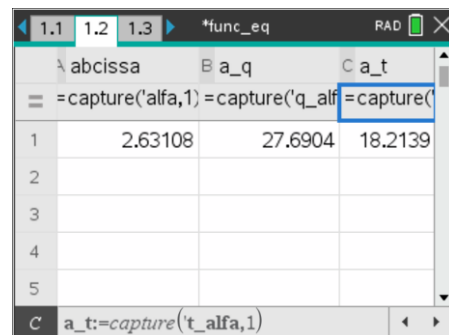 1.1 1.2 1.3 *func_eq RAD
A abcissa B a_q C a_t
= =capture('alfa,1) =capture('q_alf =capture('
1 2.63108 27.6904 18.2139
2
3
4
5
C a_t:=capture('t_alfa,1)